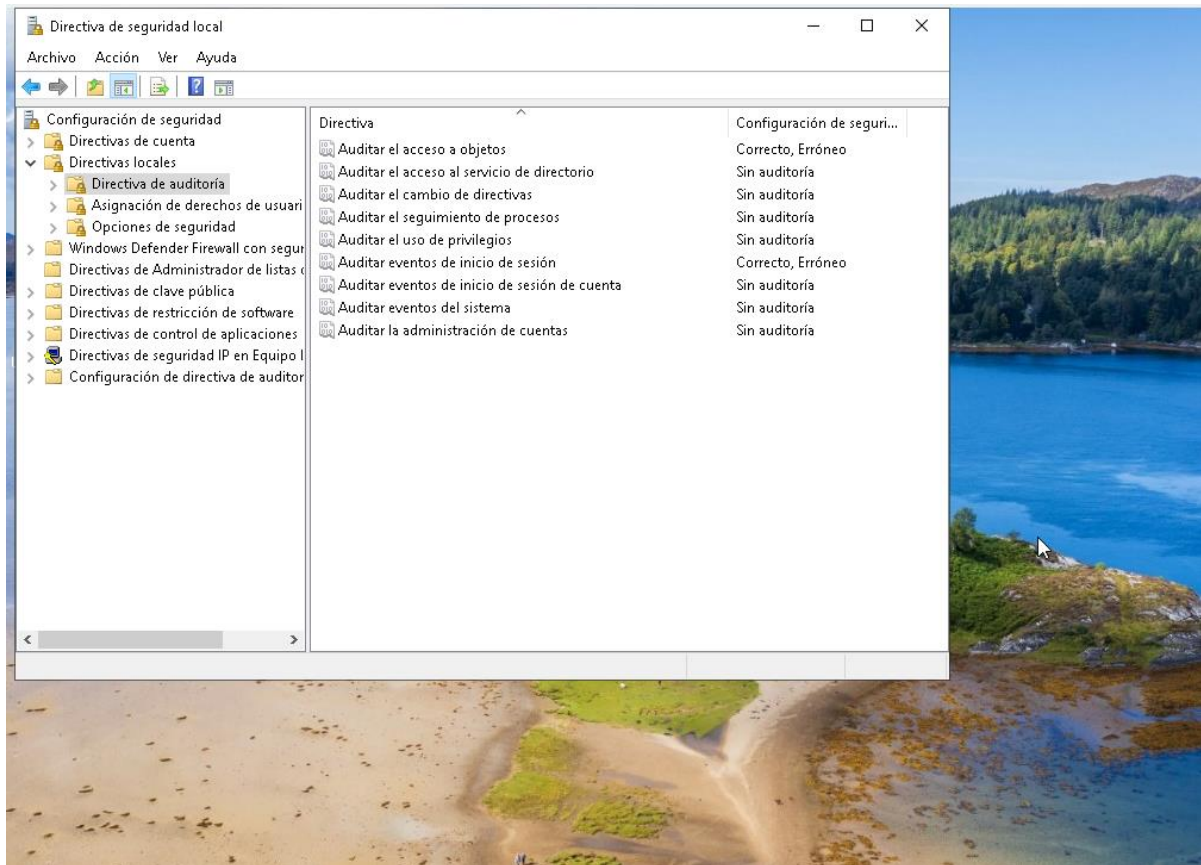 Directiva de seguridad local
Archivo Acción Ver Ayuda
Configuración de seguridad
Directivas de cuenta
Directivas locales
Directiva de auditoría
Asignación de derechos de usuari
Opciones de seguridad
Windows Defender Firewall con segur
Directivas de Administrador de listas
Directivas de clave pública
Directivas de restricción de software
Directivas de control de aplicaciones
Directivas de seguridad IP en Equipo l
Configuración de directiva de auditor
Directiva Configuración de seguri...
Auditar el acceso a objetos Correcto, Erróneo
Auditar el acceso al servicio de directorio Sin auditoría
Auditar el cambio de directivas Sin auditoría
Auditar el seguimiento de procesos Sin auditoría
Auditar el uso de privilegios Sin auditoría
Auditar eventos de inicio de sesión Correcto, Erróneo
Auditar eventos de inicio de sesión de cuenta Sin auditoría
Auditar eventos del sistema Sin auditoría
Auditar la administración de cuentas Sin auditoría